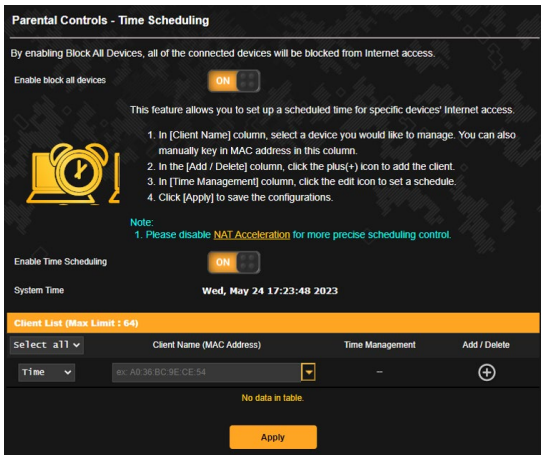 Parental Controls - Time Scheduling
By enabling Block All Devices, all of the connected devices will be blocked from Internet access.
Enable block all devices
ON
This feature allows you to set up a scheduled time for specific devices' Internet access.
1. In [Client Name] column, select a device you would like to manage. You can also
manually key in MAC address in this column.
2. In the [Add / Delete] column, click the plus(+) icon to add the client.
3. In [Time Management] column, click the edit icon to set a schedule.
4. Click [Apply] to save the configurations.
Note:
1. Please disable NAT Acceleration for more precise scheduling control.
Enable Time Scheduling
ON
System Time
Wed, May 24 17:23:48 2023
Client List (Max Limit : 64)
Select all
Client Name (MAC Address)
Time Management
Add / Delete
Time
ex: A0:36:BC:9E:CE:54
–
No data in table.
Apply